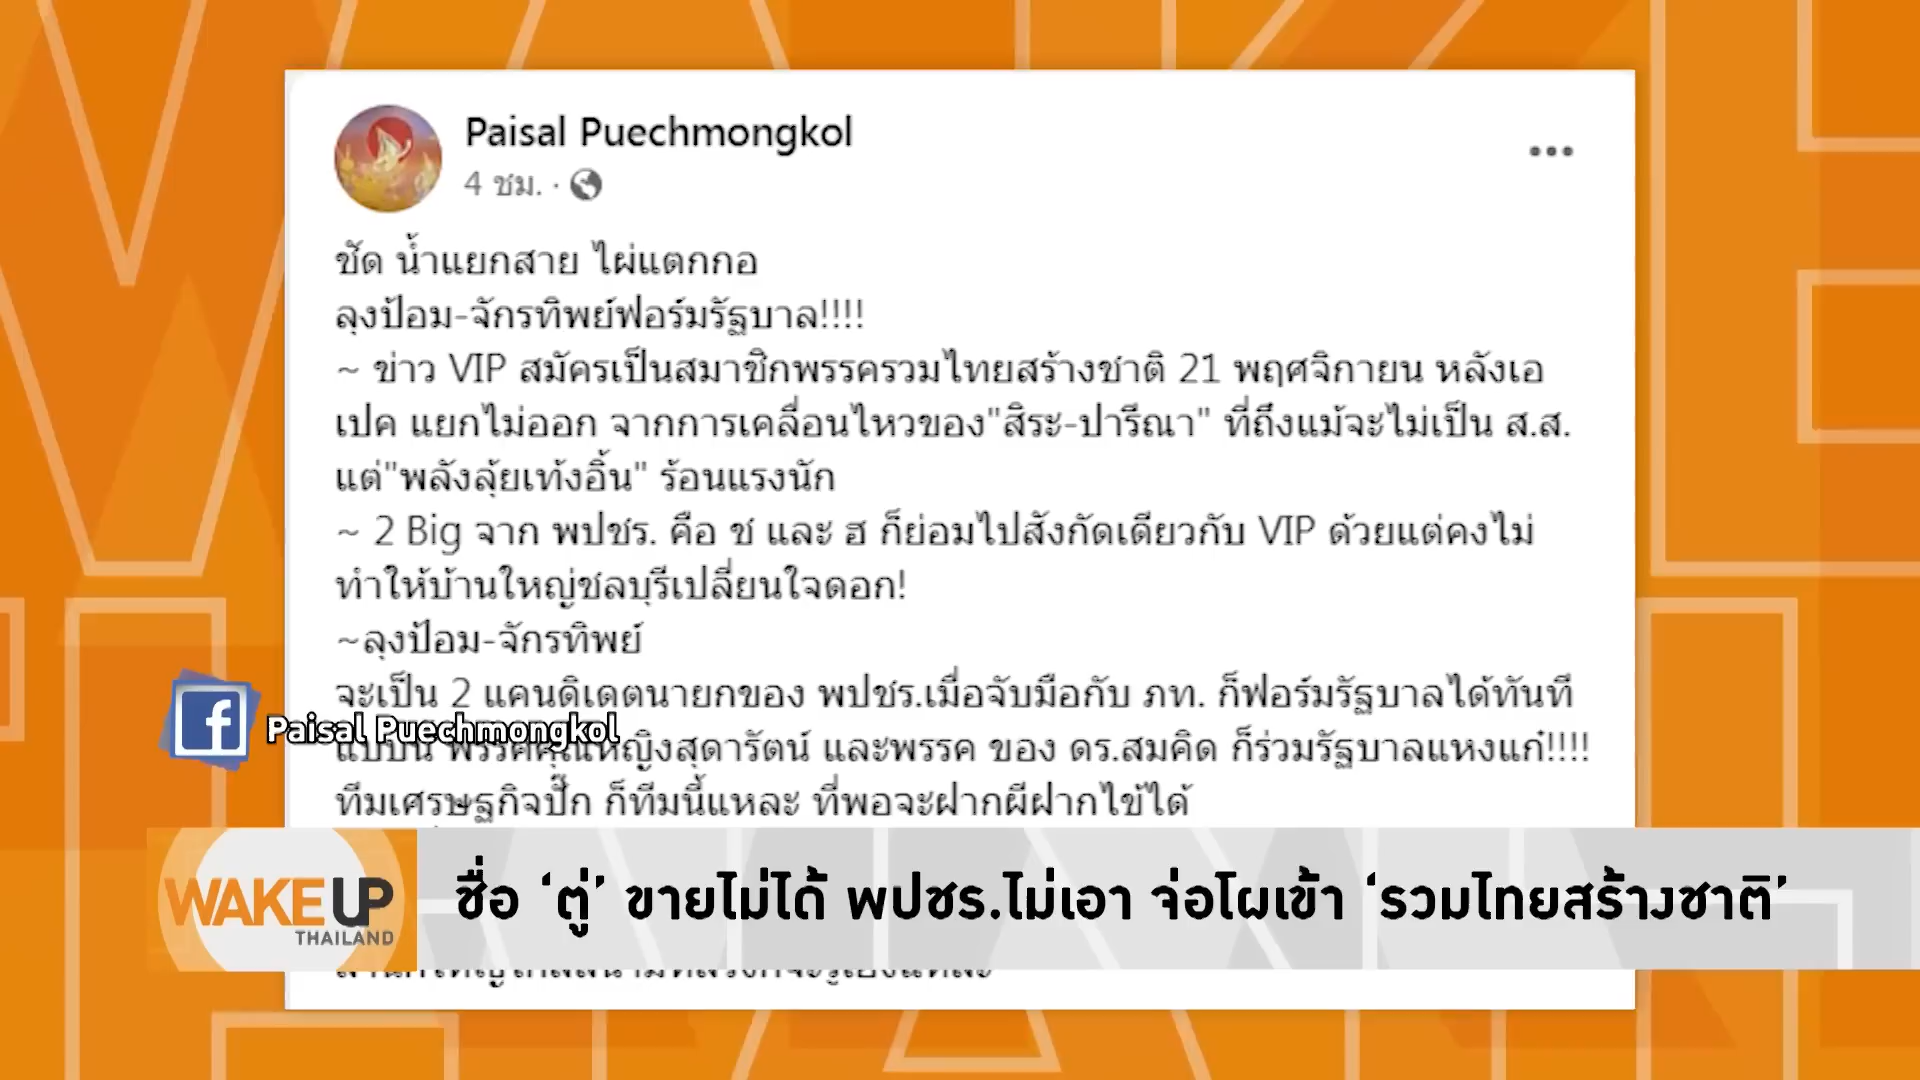 Paisal Puechmongkol
4 ชม. ·
ชัด น้ำแยกสาย ไผ่แตกกอ
ลุงป้อม-จักรทิพย์ฟอร์มรัฐบาล!!!!
~ ข่าว VIP สมัครเป็นสมาชิกพรรครวมไทยสร้างชาติ 21 พฤศจิกายน หลังเอ
เปค แยกไม่ออก จากการเคลื่อนไหวของ"สิระ-ปารีณา" ที่ถึงแม้จะไม่เป็น ส.ส.
แต่"พลังลุ้ยเท้งอิ้น" ร้อนแรงนัก
~ 2 Big จาก พปชร. คือ ช และ ฮ ก็ย่อมไปสังกัดเดียวกับ VIP ด้วยแต่คงไม่
ทำให้บ้านใหญ่ชลบุรีเปลี่ยนใจดอก!
~ลุงป้อม-จักรทิพย์
จะเป็น 2 แคนดิเดตนายกของ พปชร.เมื่อจับมือกับ ภท. ก็ฟอร์มรัฐบาลได้ทันที
Paisal Puechmongkol
แบบนี้ พรรคคุณหญิงสุดารัตน์ และพรรค ของ ดร.สมคิด ก็ร่วมรัฐบาลแหงแก๋!!!!
ทีมเศรษฐกิจปึ้ก ก็ทีมนี้แหละ ที่พอจะฝากผีฝากไข้ได้
WAKE UP
THAILAND
ชื่อ ‘ตู่’ ขายไม่ได้ พปชร.ไม่เอา จ่อโผเข้า ‘รวมไทยสร้างชาติ’